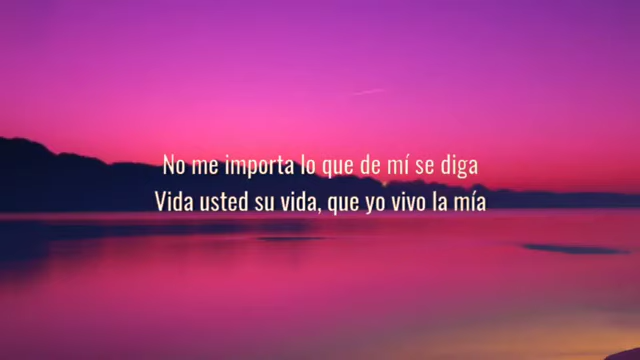 No me importa lo que de mí se diga
Vida usted su vida, que yo vivo la mía